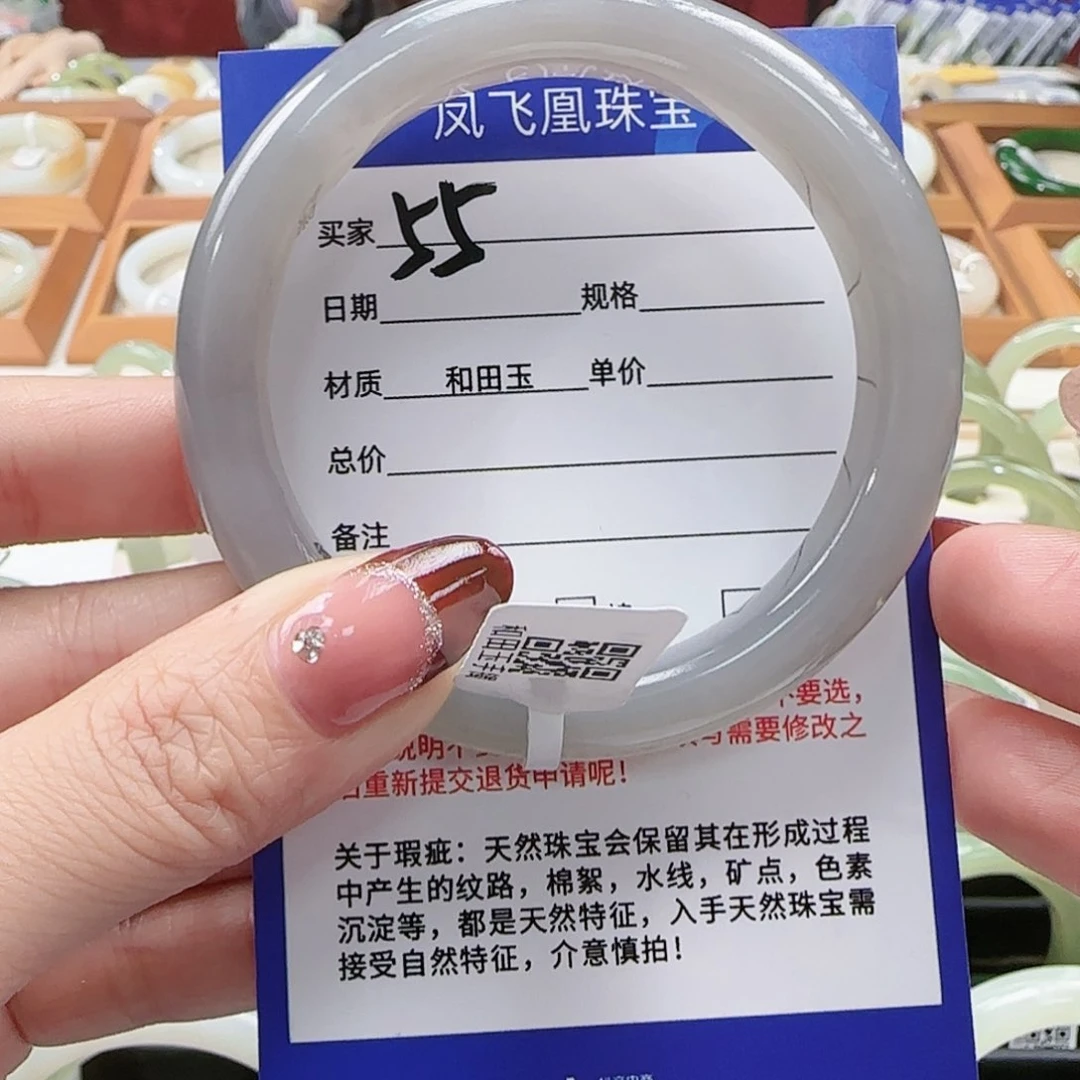 凤飞凰珠宝
买家 55
日期 规格
材质 和田玉 单价
总价
备注
不要选，
需要修改之
重新提交退货申请呢！
关于瑕疵：天然珠宝会保留其在形成过程
中产生的纹路，棉絮，水线，矿点，色素
沉淀等，都是天然特征，入手天然珠宝需
接受自然特征，介意慎拍！